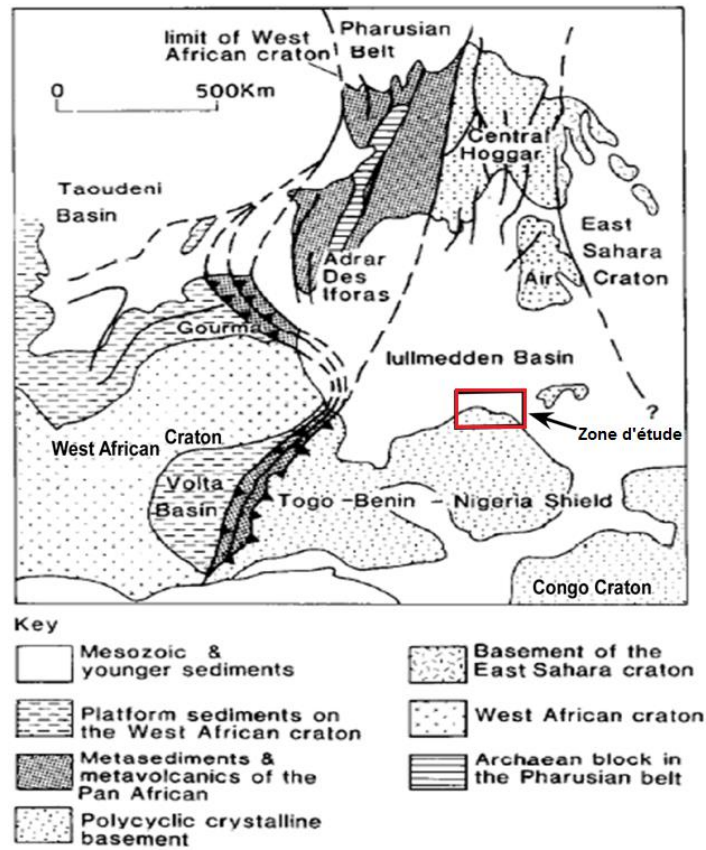 limit of West
African craton
Pharusian
Belt
0 500Km
Central
Hoggar
Taoudeni
Basin
East
Sahara
Craton
Adrar
Des
Iforas
Air
Gourma
Iullmedden Basin
?
Zone d'étude
West African Craton
Volta
Basin
Togo-Benin - Nigeria Shield
Congo Craton
Key
Mesozoic &
younger sediments
Platform sediments on
the West African craton
Metasediments &
metavolcanics of the
Pan African
Polycyclic crystalline
basement
Basement of the
East Sahara craton
West African craton
Archaean block in
the Pharusian belt